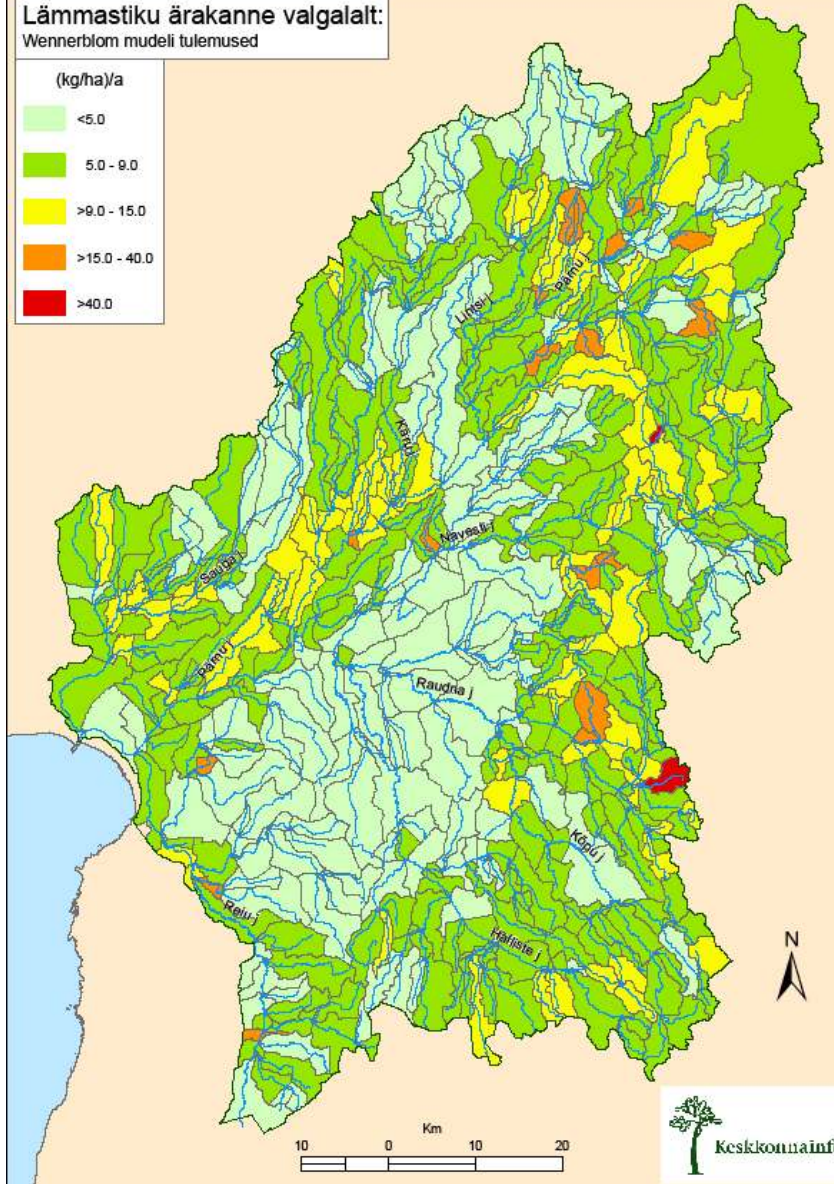 Lämmastiku ärakanne valgalalt:
Wennerblom mudeli tulemused
(kg/ha)/a
<5.0
5.0 - 9.0
>9.0 - 15.0
>15.0 - 40.0
>40.0
Lintsi j
Pärnu j
Käru j
Navesti j
Sauga j
Pärnu j
Raudna j
Kõpu j
Reiu j
Halliste j
N
Km
10 0 10 20
Keskkonnainf